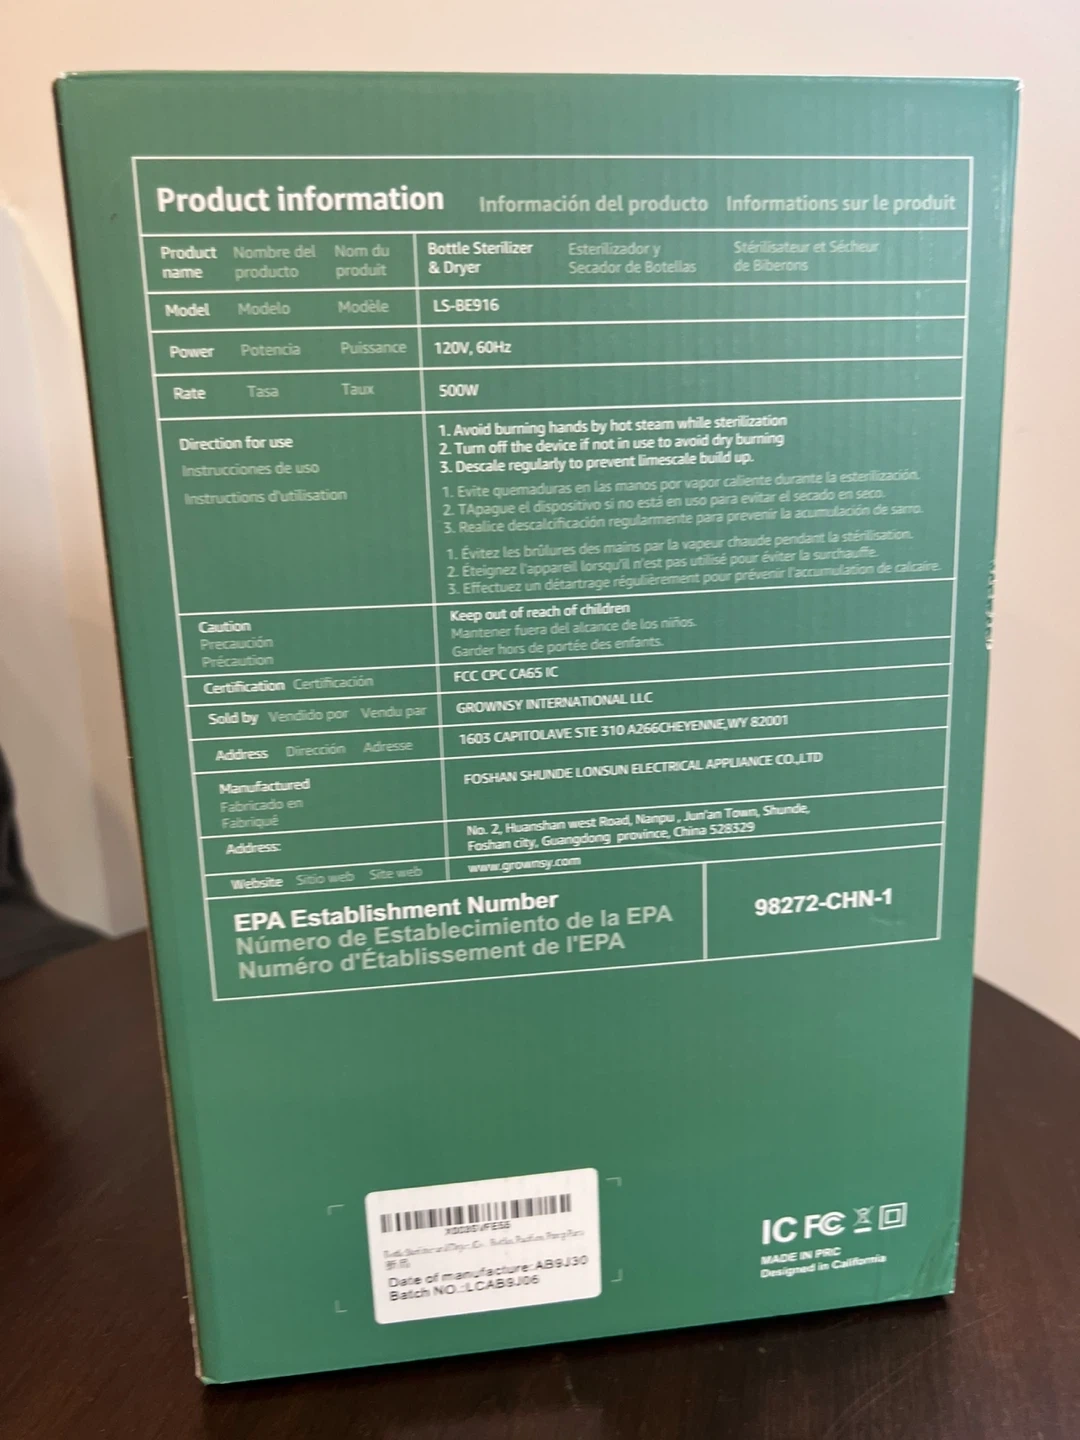 Product information Información del producto Informations sur le produit
Product name Nombre del producto Nom du produit Bottle Sterilizer & Dryer Esterilizador y Secador de Botellas Stérilisateur et Sécheur de Biberons
Model Modelo Modèle LS-BE916
Power Potencia Puissance 120V, 60Hz
Rate Tasa Taux 500W
Direction for use
Instrucciones de uso
Instructions d'utilisation
1. Avoid burning hands by hot steam while sterilization
2. Turn off the device if not in use to avoid dry burning
3. Descale regularly to prevent limescale build up.
1. Evite quemaduras en las manos por vapor caliente durante la esterilización.
2. TApague el dispositivo si no está en uso para evitar el secado en seco.
3. Realice descalcificación regularmente para prevenir la acumulación de sarro.
1. Évitez les brûlures des mains par la vapeur chaude pendant la stérilisation.
2. Éteignez l'appareil lorsqu'il n'est pas utilisé pour éviter la surchauffe.
3. Effectuez un détartrage régulièrement pour prévenir l'accumulation de calcaire.
Caution
Precaución
Précaution
Keep out of reach of children
Mantener fuera del alcance de los niños.
Garder hors de portée des enfants.
Certification Certificación FCC CPC CA65 IC
Sold by Vendido por Vendu par GROWNSY INTERNATIONAL LLC
Address Dirección Adresse 1603 CAPITOLAVE STE 310 A266CHEYENNE,WY 82001
Manufactured
Fabricado en
Fabriqué
FOSHAN SHUNDE LONSUN ELECTRICAL APPLIANCE CO.,LTD
Address:
No. 2, Huanshan west Road, Nanpu , Jun'an Town, Shunde,
Foshan city, Guangdong province, China 528329
Website Sitio web Site web www.grownsy.com
EPA Establishment Number
Número de Establecimiento de la EPA
Numéro d'Établissement de l'EPA
98272-CHN-1
Date of manufacture:AB9J30
Batch NO.:LCAB9J06
IC FC
MADE IN PRC
Designed in California